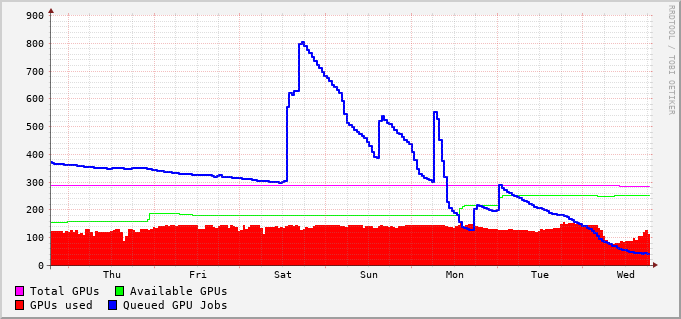 900
800
700
600
500
400
300
200
100
0
Thu Fri Sat Sun Mon Tue Wed
Total GPUs Available GPUs
GPUs used Queued GPU Jobs
RRDTOOL / TOBI OETIKER